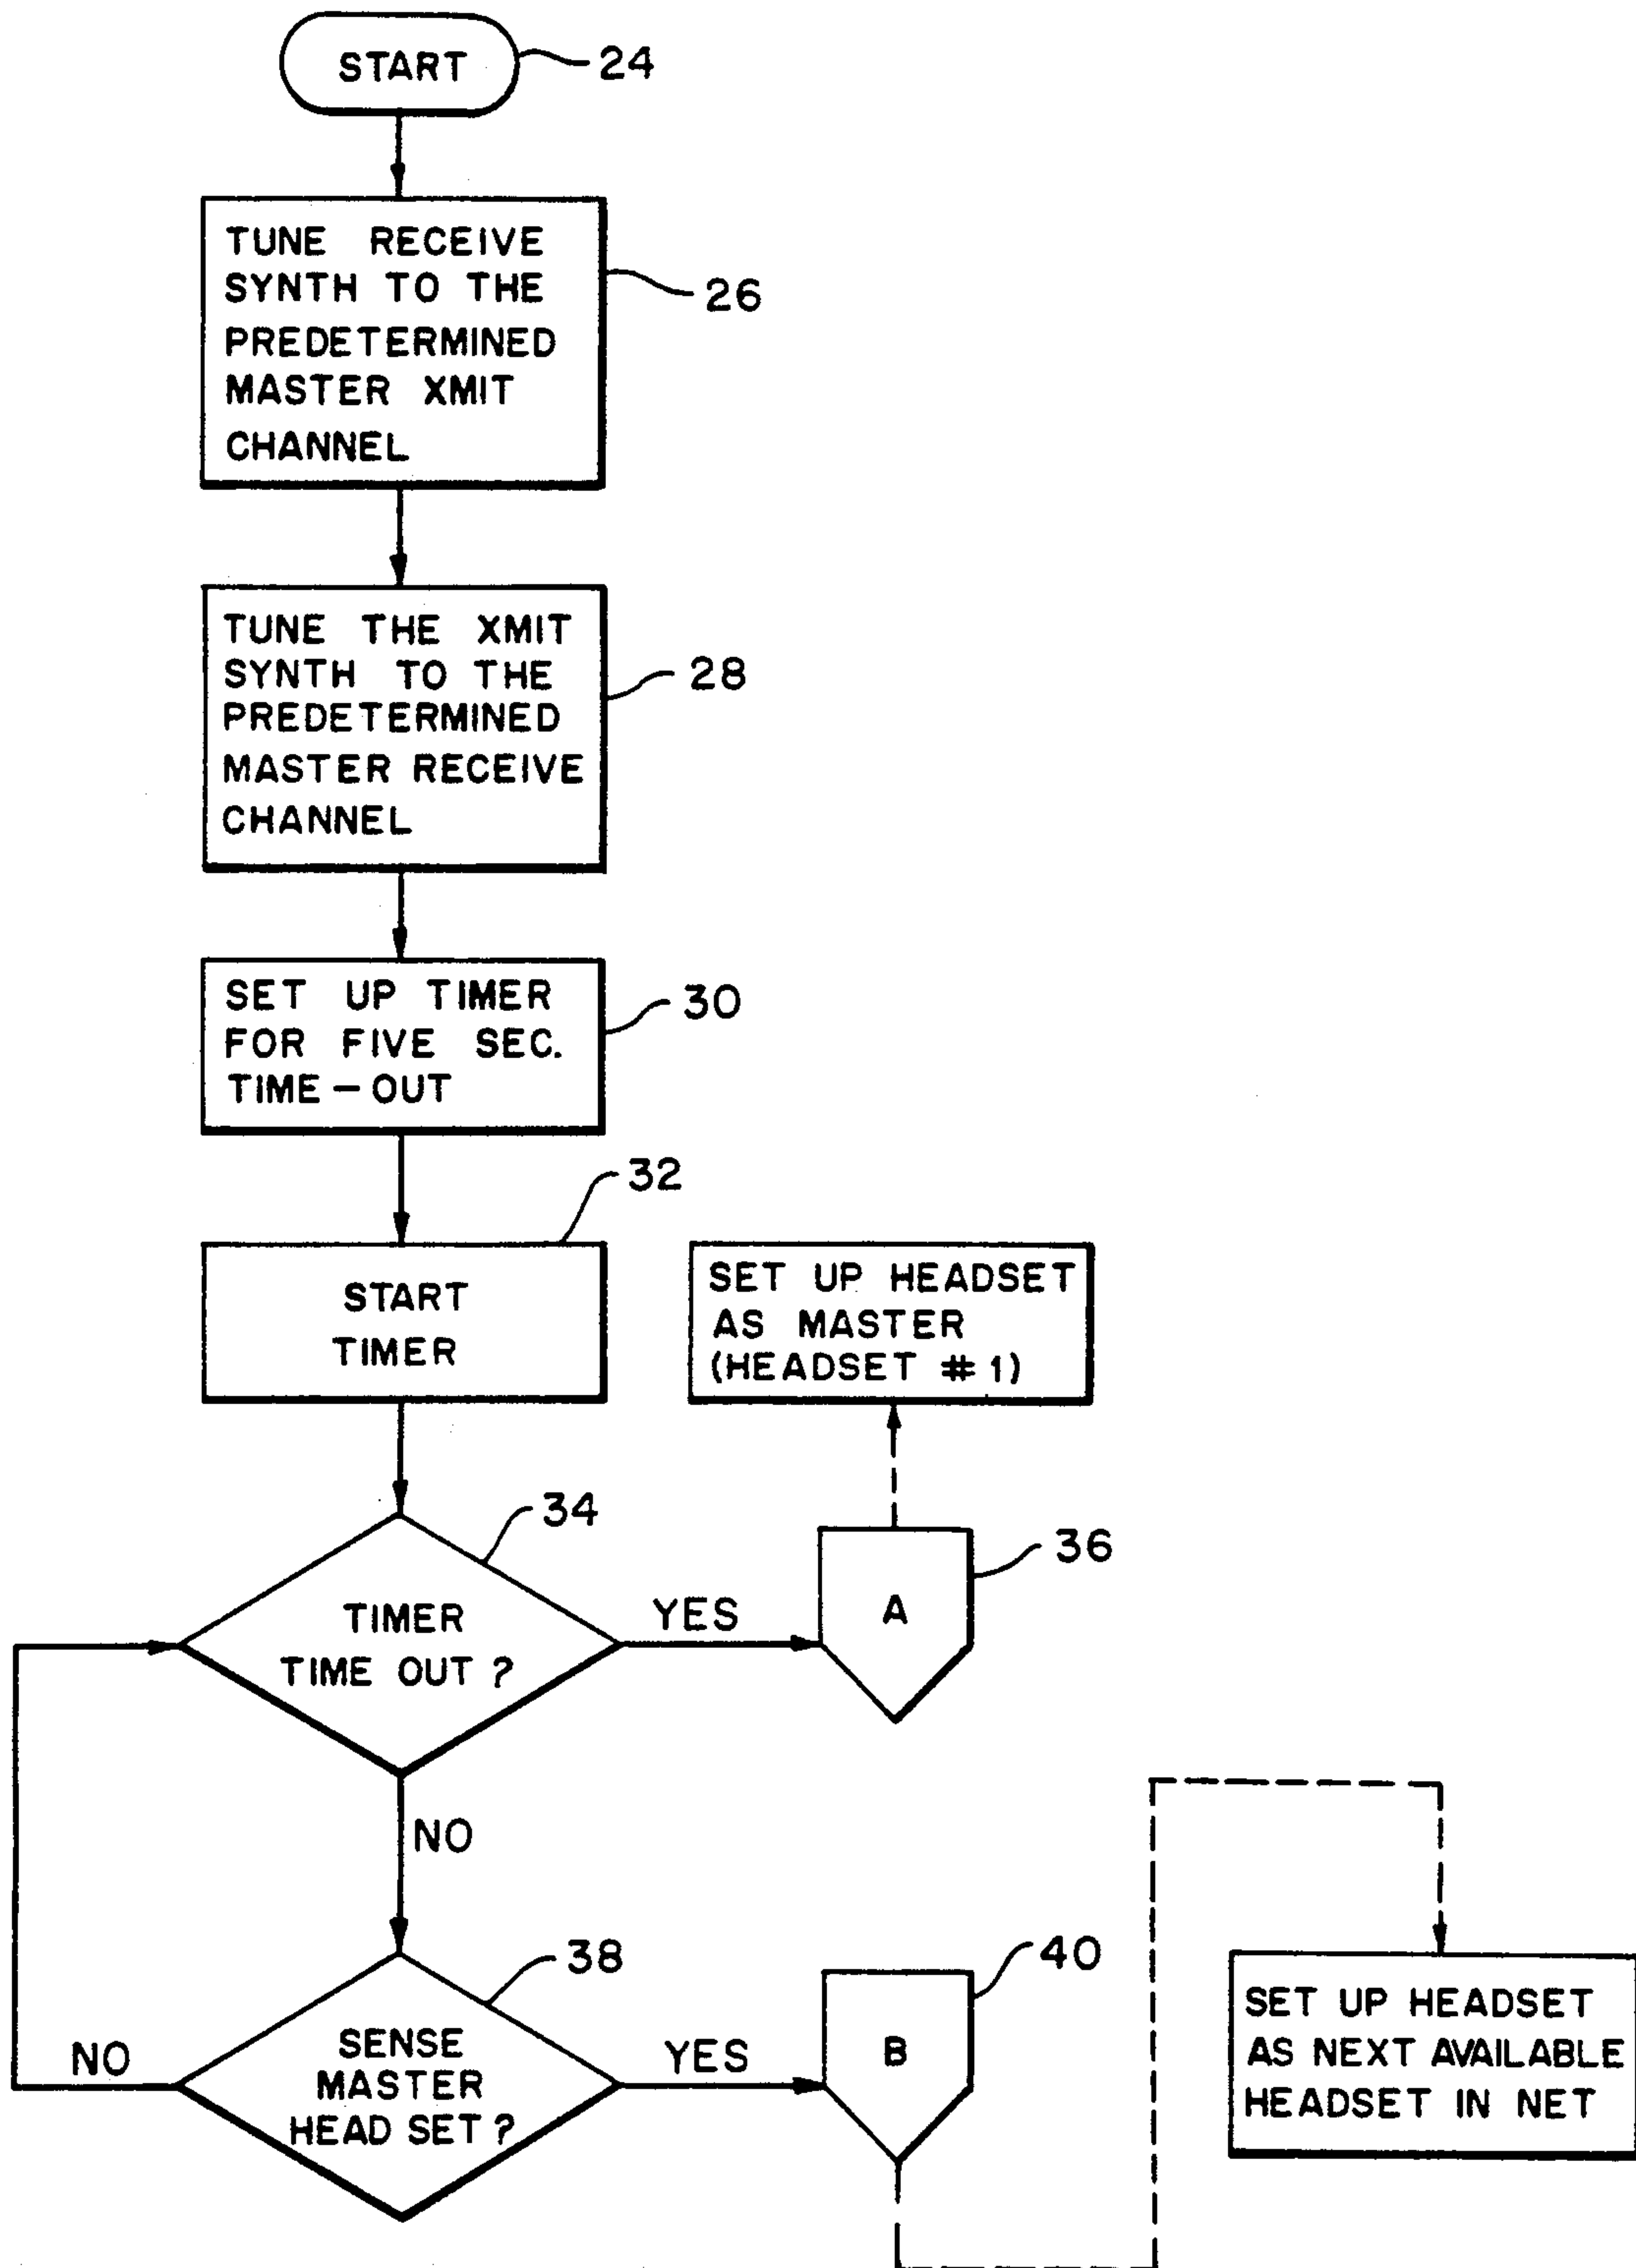 START
24
TUNE RECEIVE
SYNTH TO THE
PREDETERMINED
MASTER XMIT
CHANNEL
26
TUNE THE XMIT
SYNTH TO THE
PREDETERMINED
MASTER RECEIVE
CHANNEL
28
SET UP TIMER
FOR FIVE SEC.
TIME-OUT
30
32
START
TIMER
SET UP HEADSET
AS MASTER
(HEADSET #1)
34
TIMER
TIME OUT?
YES
A
36
NO
38
SENSE
MASTER
HEAD SET?
NO
YES
B
40
SET UP HEADSET
AS NEXT AVAILABLE
HEADSET IN NET